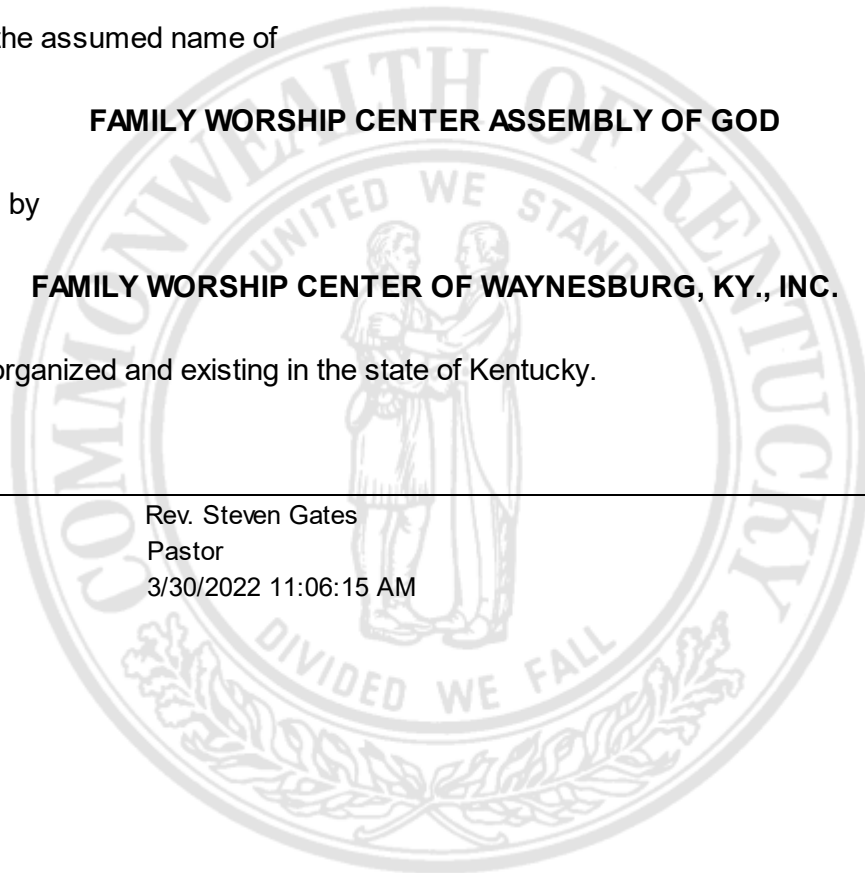 the assumed name of
FAMILY WORSHIP CENTER ASSEMBLY OF GOD
by
FAMILY WORSHIP CENTER OF WAYNESBURG, KY., INC.
organized and existing in the state of Kentucky.
Rev. Steven Gates
Pastor
3/30/2022 11:06:15 AM
COMMONWEALTH OF KENTUCKY
UNITED WE STAND
DIVIDED WE FALL